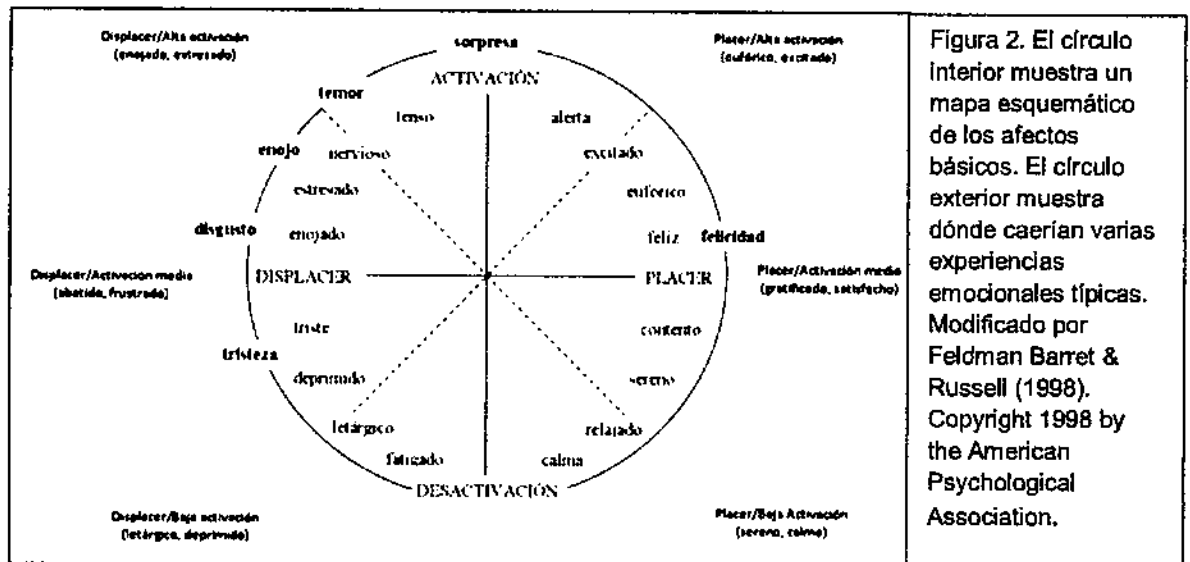 Displacer/Alta activación
(enojado, estresado)
sorpresa
Placer/Alta activación
(eufórico, excitado)
ACTIVACIÓN
temor
tenso
alerta
enojo
nervioso
excitado
estresado
eufórico
disgusto
enojado
feliz
felicidad
Displacer/Activación media
(abatido, frustrado)
DISPLACER
PLACER
Placer/Activación media
(gratificado, satisfecho)
triste
contento
tristeza
deprimido
sereno
letárgico
relajado
fatigado
calma
DESACTIVACIÓN
Displacer/Baja activación
(letárgico, deprimido)
Placer/Baja Activación
(sereno, calmo)
Figura 2. El círculo
interior muestra un
mapa esquemático
de los afectos
básicos. El círculo
exterior muestra
dónde caerían varias
experiencias
emocionales típicas.
Modificado por
Feldman Barret &
Russell (1998).
Copyright 1998 by
the American
Psychological
Association.